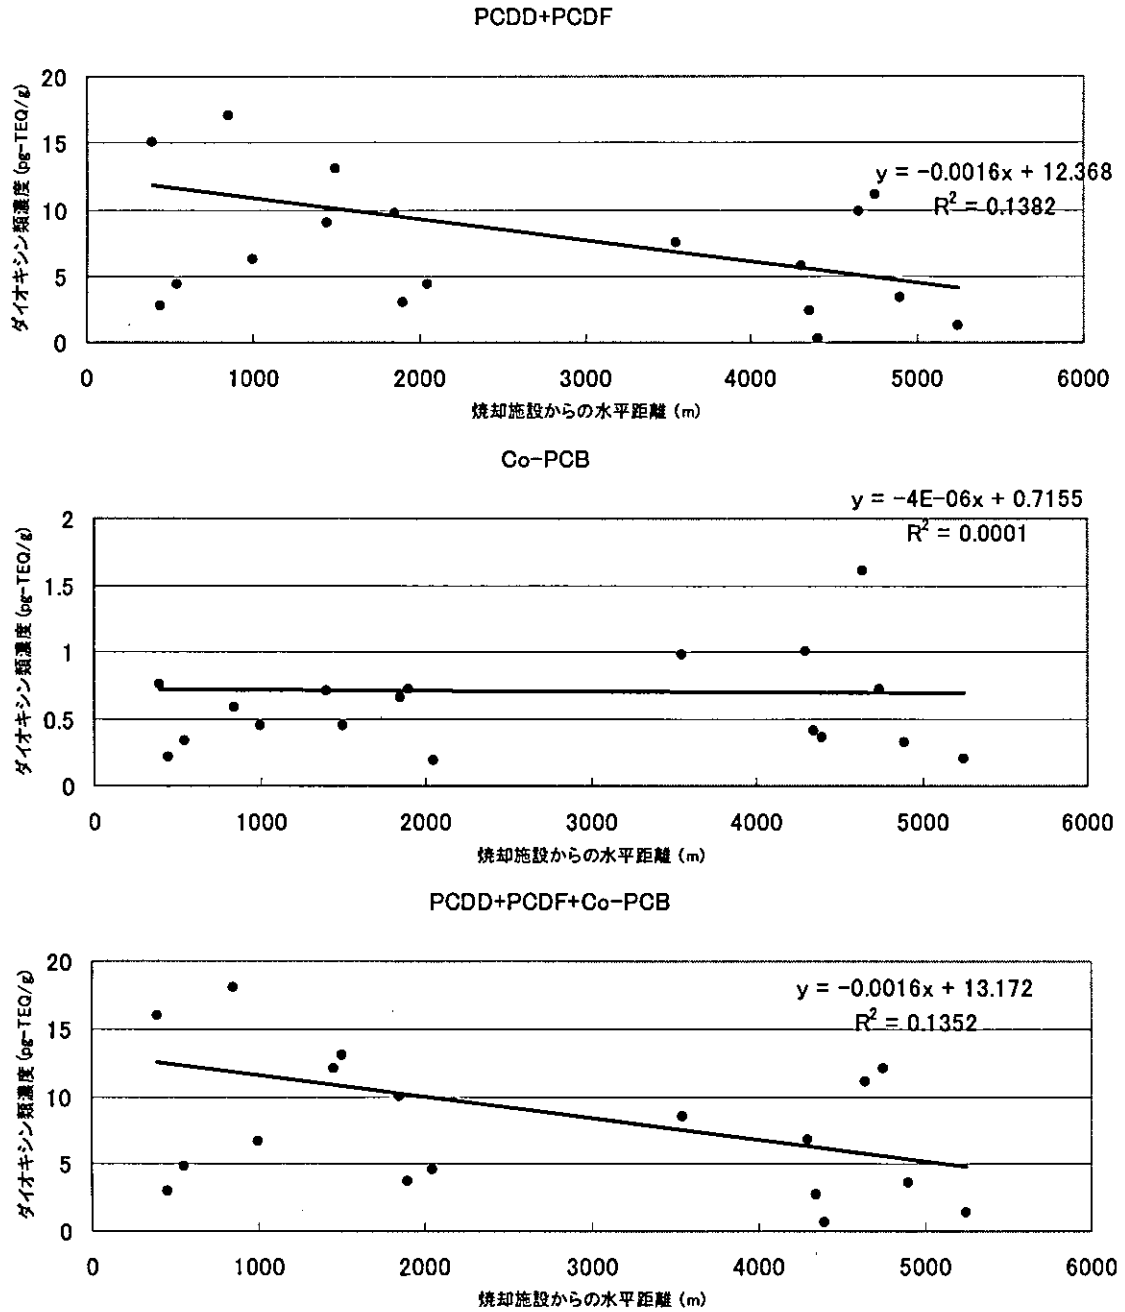 PCDD+PCDF
ダイオキシン類濃度 (pg-TEQ/g)
20
15
10
5
0
y = -0.0016x + 12.368
R² = 0.1382
0 1000 2000 3000 4000 5000 6000
焼却施設からの水平距離 (m)
Co-PCB
ダイオキシン類濃度 (pg-TEQ/g)
2
1.5
1
0.5
0
y = -4E-06x + 0.7155
R² = 0.0001
0 1000 2000 3000 4000 5000 6000
焼却施設からの水平距離 (m)
PCDD+PCDF+Co-PCB
ダイオキシン類濃度 (pg-TEQ/g)
20
15
10
5
0
y = -0.0016x + 13.172
R² = 0.1352
0 1000 2000 3000 4000 5000 6000
焼却施設からの水平距離 (m)